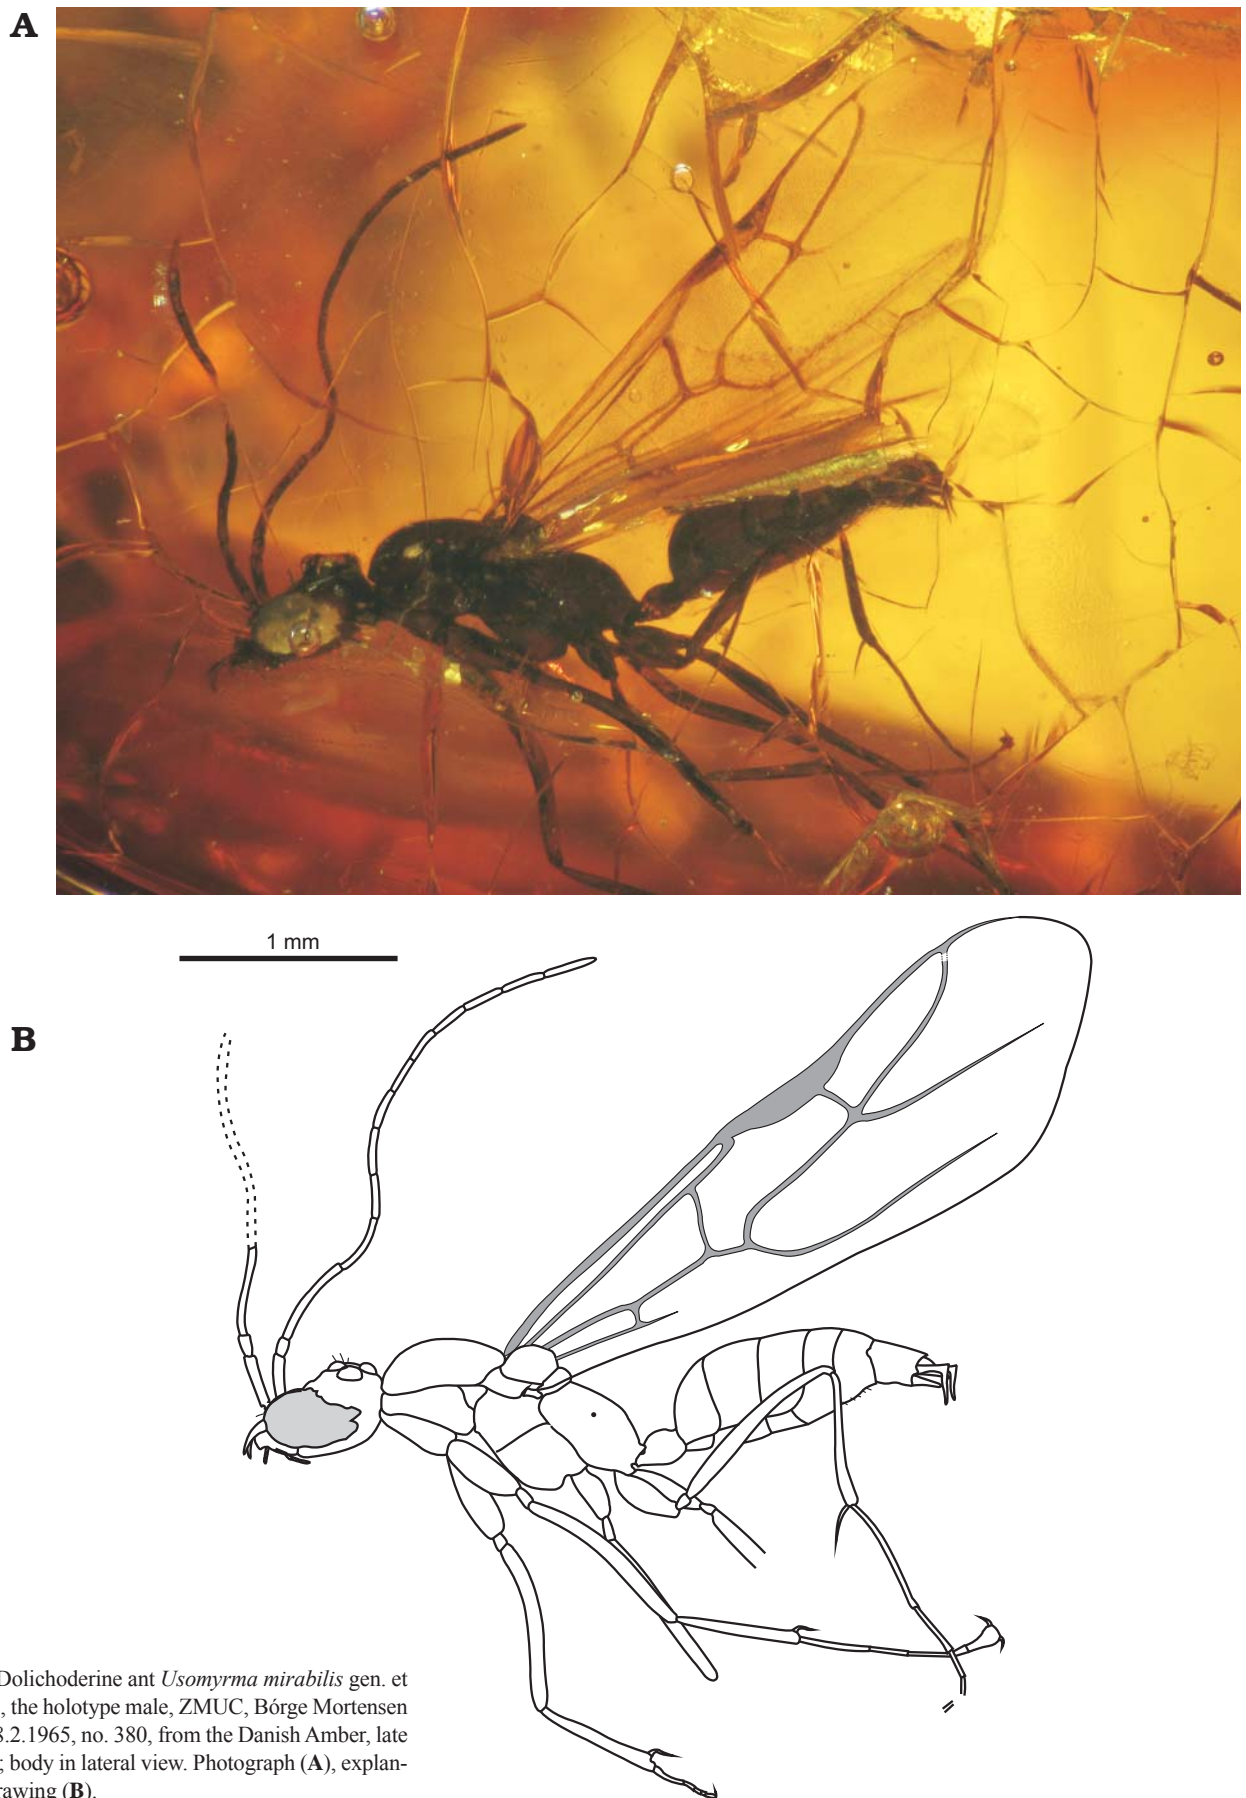 A
1 mm
B
Dolichoderine ant Usomyrma mirabilis gen. et
, the holotype male, ZMUC, Bórge Mortensen
8.2.1965, no. 380, from the Danish Amber, late
; body in lateral view. Photograph (A), explan-
rawing (B).